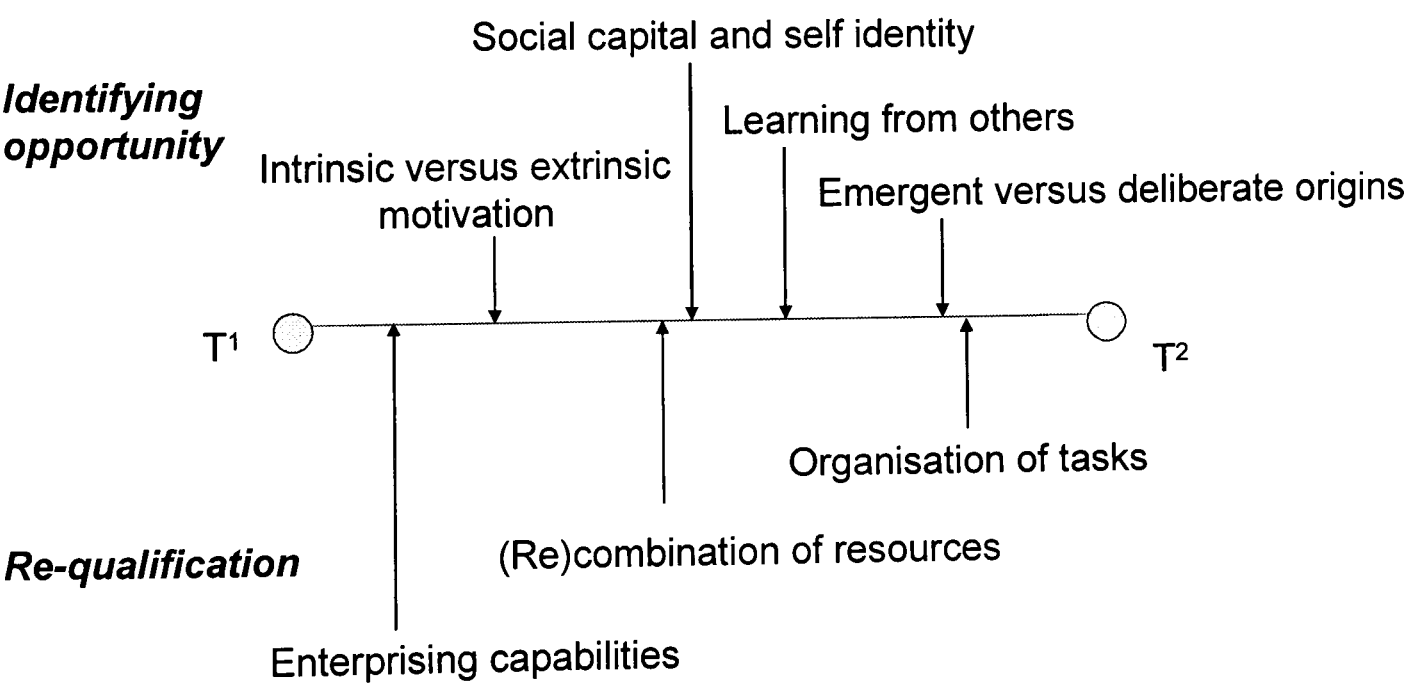 Social capital and self identity
Identifying
opportunity
Learning from others
Intrinsic versus extrinsic
motivation
Emergent versus deliberate origins
T¹
T²
Organisation of tasks
(Re)combination of resources
Re-qualification
Enterprising capabilities